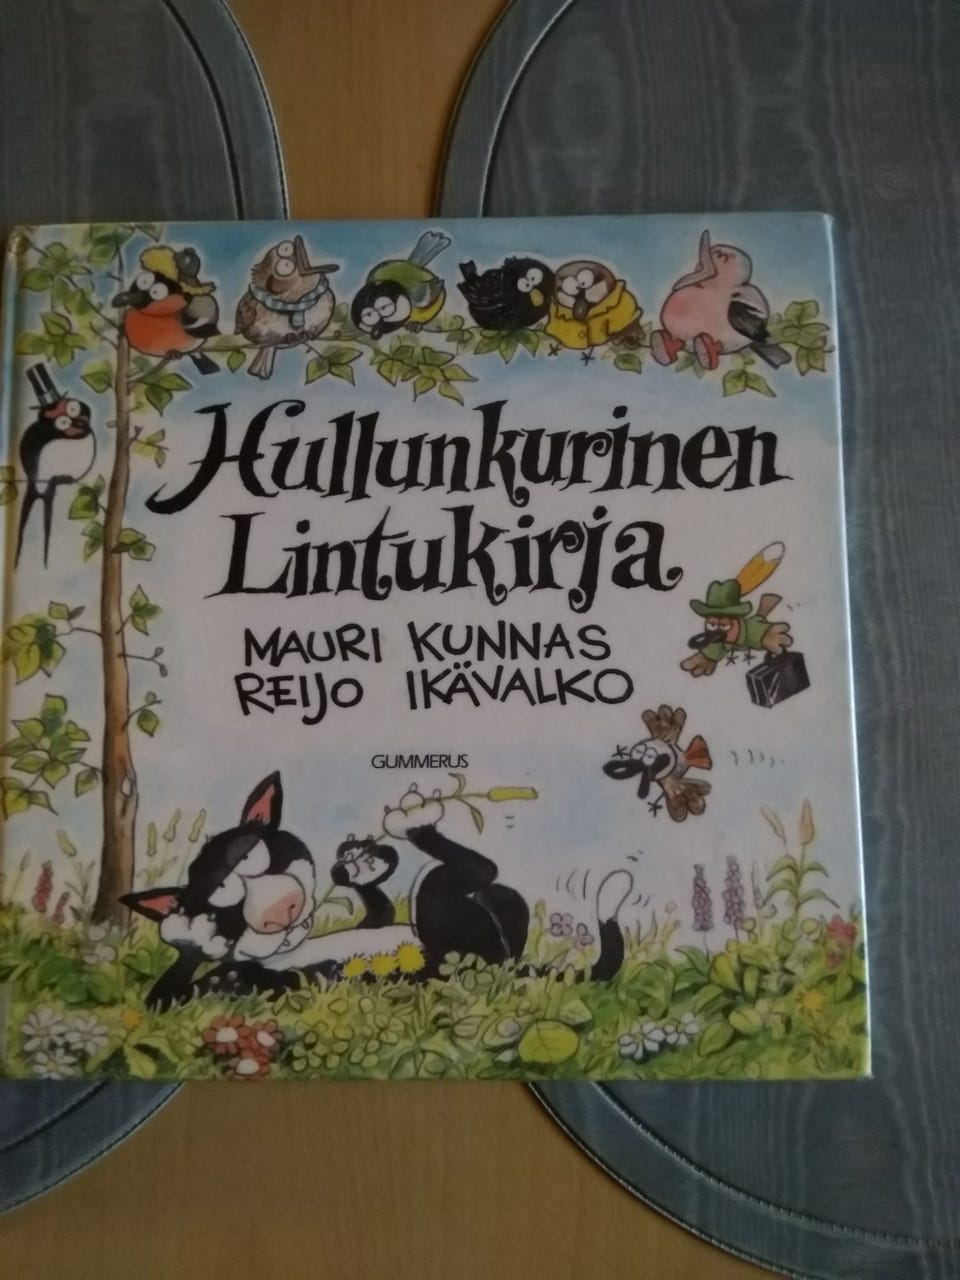 Hullunkurinen
Lintukirja
MAURI KUNNAS
REIJO IKÄVALKO
GUMMERUS